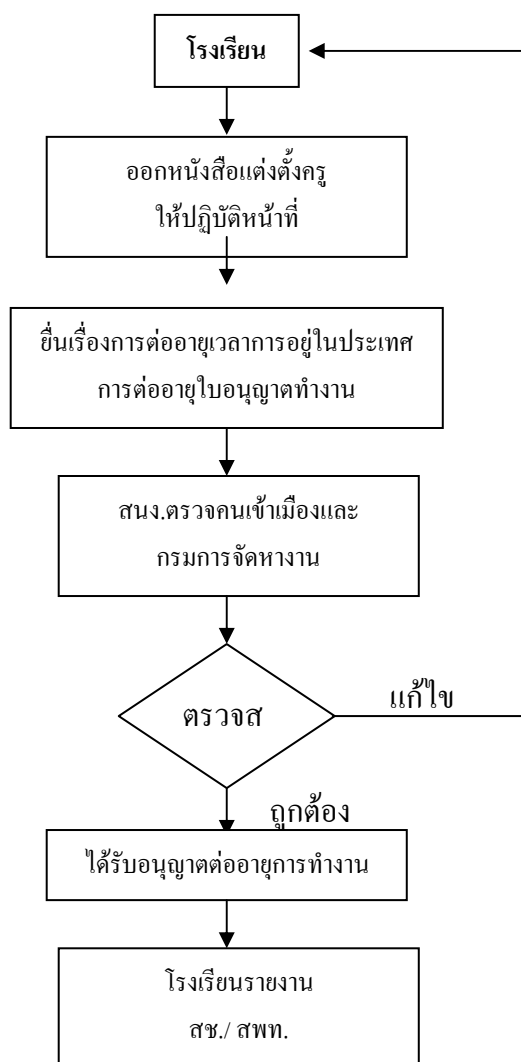 โรงเรียน
ออกหนังสือแต่งตั้งครู
ให้ปฏิบัติหน้าที่
ยื่นเรื่องการต่ออายุเวลาการอยู่ในประเทศ
การต่ออายุใบอนุญาตทำงาน
สนง.ตรวจคนเข้าเมืองและ
กรมการจัดหางาน
ตรวจส
แก้ไข
ถูกต้อง
ได้รับอนุญาตต่ออายุการทำงาน
โรงเรียนรายงาน
สช./ สพท.